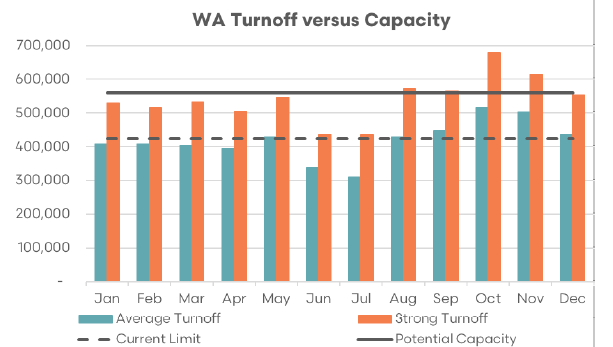 WA Turnoff versus Capacity
700,000
600,000
500,000
400,000
300,000
200,000
100,000
-
Jan Feb Mar Apr May Jun Jul Aug Sep Oct Nov Dec
Average Turnoff Strong Turnoff
Current Limit Potential Capacity